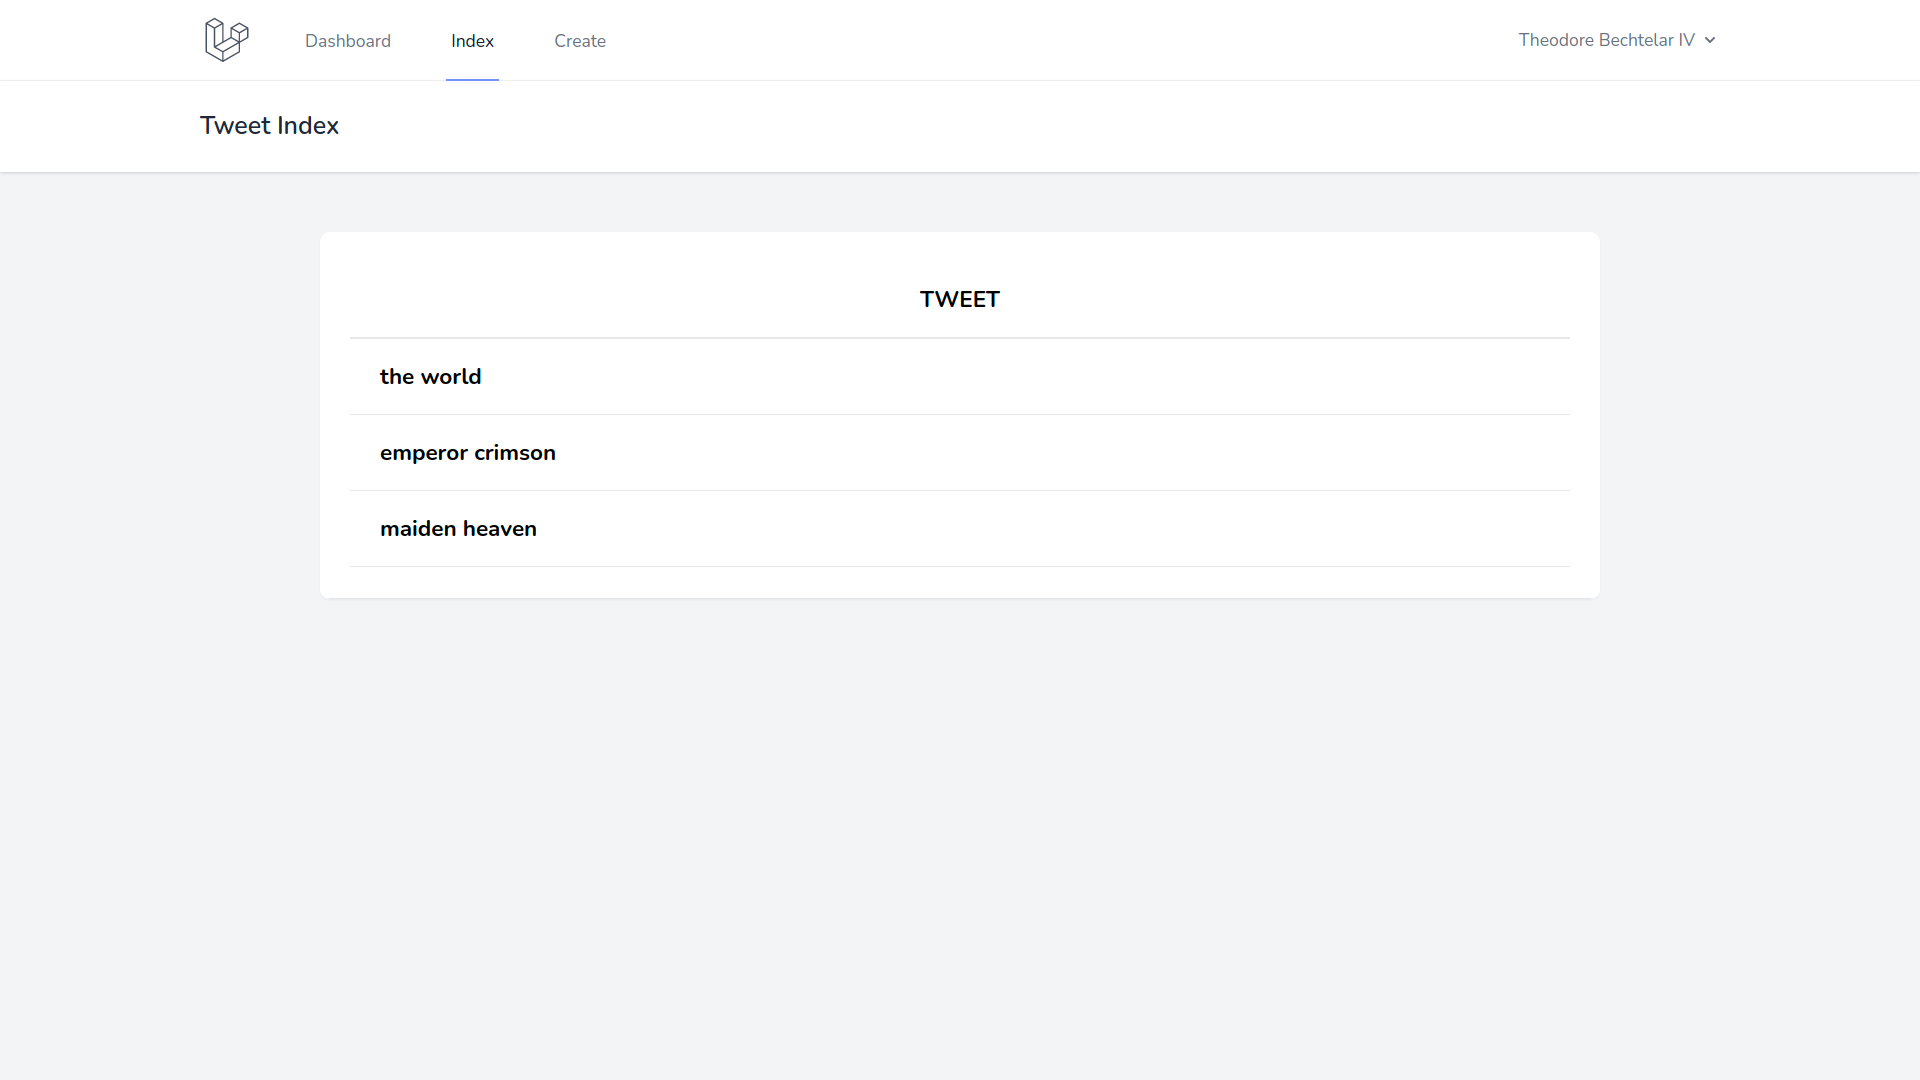 Dashboard Index Create Theodore Bechtelar IV
Tweet Index
TWEET
the world
emperor crimson
maiden heaven